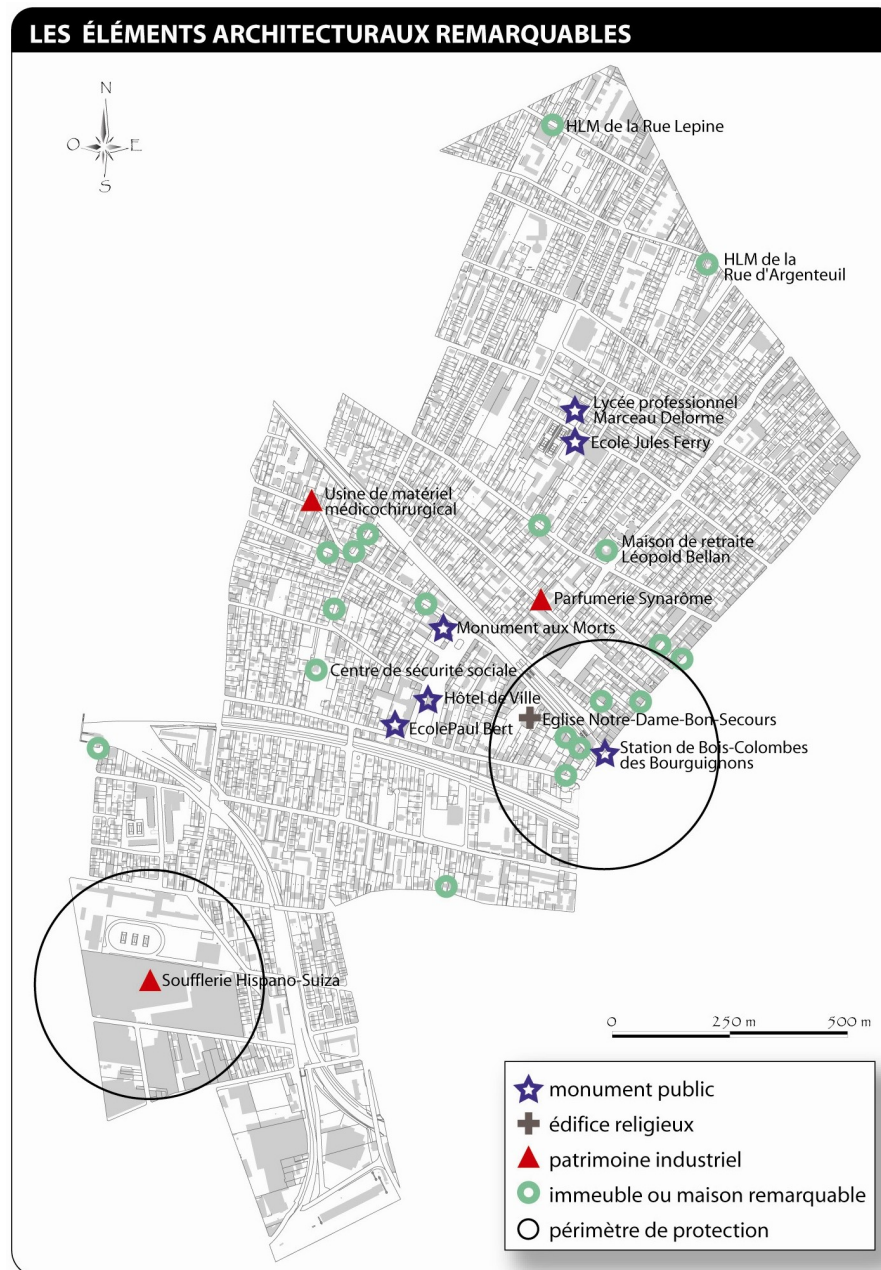 LES ÉLÉMENTS ARCHITECTURAUX REMARQUABLES
N
O
E
S
HLM de la Rue Lepine
HLM de la
Rue d'Argenteuil
Lycée professionnel
Marceau Delorme
Ecole Jules Ferry
Usine de matériel
médicochirurgical
Maison de retraite
Léopold Bellan
Parfumerie Synarôme
Monument aux Morts
Centre de sécurité sociale
Hôtel de Ville
EcolePaul Bert
Eglise Notre-Dame-Bon-Secours
Station de Bois-Colombes
des Bourguignons
Soufflerie Hispano-Suiza
0 250 m 500 m
monument public
édifice religieux
patrimoine industriel
immeuble ou maison remarquable
périmètre de protection